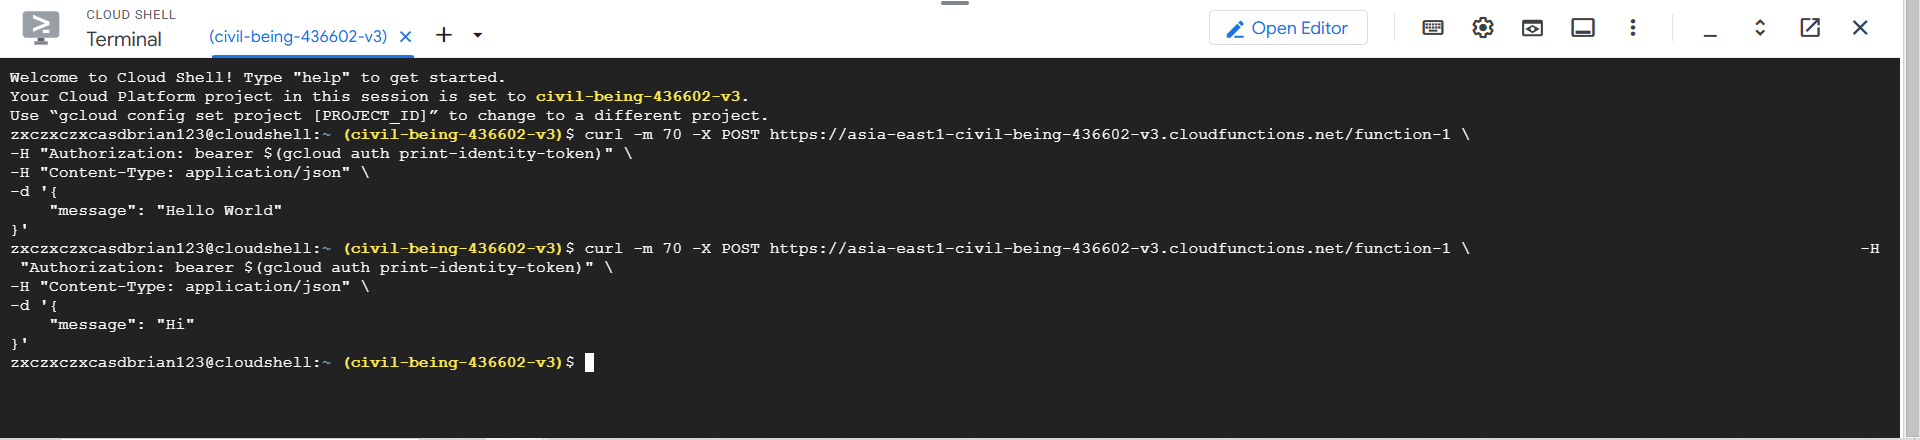 CLOUD SHELL
Terminal
(civil-being-436602-v3)
Open Editor
Welcome to Cloud Shell! Type "help" to get started.
Your Cloud Platform project in this session is set to civil-being-436602-v3.
Use “gcloud config set project [PROJECT_ID]” to change to a different project.
zxczxczxcasdbrian123@cloudshell:~ (civil-being-436602-v3)$ curl -m 70 -X POST https://asia-east1-civil-being-436602-v3.cloudfunctions.net/function-1 \
-H "Authorization: bearer $(gcloud auth print-identity-token)" \
-H "Content-Type: application/json" \
-d '{
    "message": "Hello World"
}'
zxczxczxcasdbrian123@cloudshell:~ (civil-being-436602-v3)$ curl -m 70 -X POST https://asia-east1-civil-being-436602-v3.cloudfunctions.net/function-1 \ -H
 "Authorization: bearer $(gcloud auth print-identity-token)" \
-H "Content-Type: application/json" \
-d '{
    "message": "Hi"
}'
zxczxczxcasdbrian123@cloudshell:~ (civil-being-436602-v3)$